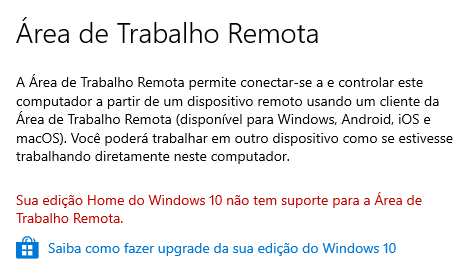 Área de Trabalho Remota
A Área de Trabalho Remota permite conectar-se a e controlar este
computador a partir de um dispositivo remoto usando um cliente da
Área de Trabalho Remota (disponível para Windows, Android, iOS e
macOS). Você poderá trabalhar em outro dispositivo como se estivesse
trabalhando diretamente neste computador.
Sua edição Home do Windows 10 não tem suporte para a Área de
Trabalho Remota.
Saiba como fazer upgrade da sua edição do Windows 10